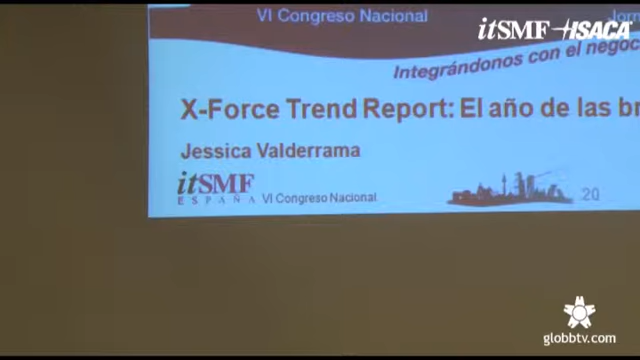 VI Congreso Nacional
itSMF ISACA
Integrándonos con el negoc
X-Force Trend Report: El año de las br
Jessica Valderrama
itSMF
ESPAÑA VI Congreso Nacional
20
globbtv.com